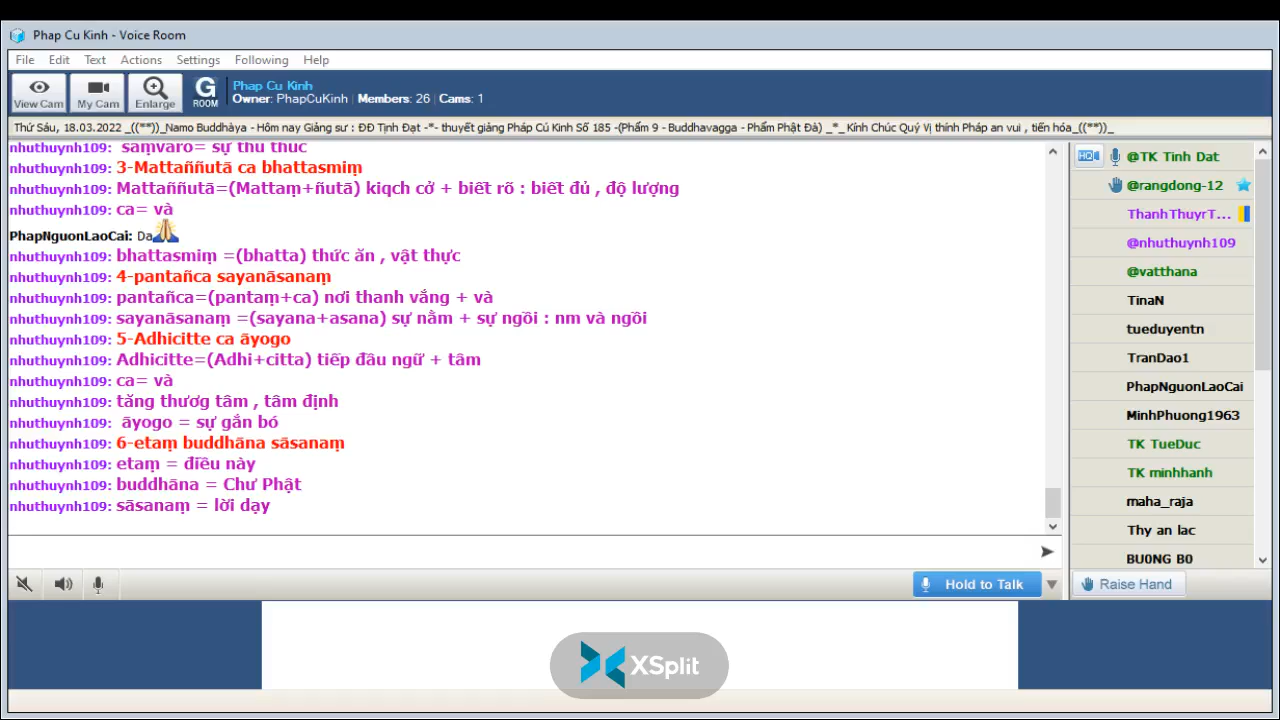 Phap Cu Kinh - Voice Room
File Edit Text Actions Settings Following Help
View Cam My Cam Enlarge G ROOM
Phap Cu Kinh
Owner: PhapCuKinh | Members: 26 | Cams: 1
Thứ Sáu, 18.03.2022 _((**))_Namo Buddhàya - Hôm nay Giảng sư : ĐĐ Tịnh Đạt -*- thuyết giảng Pháp Cú Kinh Số 185 -(Phẩm 9 - Buddhavagga - Phẩm Phật Đà) _*_ Kính Chúc Quý Vị thính Pháp an vui , tiến hóa_((**))_
nhuthuynh109: saṃvaro= sự thu thúc
nhuthuynh109: 3-Mattaññutā ca bhattasmiṃ
nhuthuynh109: Mattaññutā=(Mattaṃ+ñutā) kiqch cở + biết rõ : biết đủ , độ lượng
nhuthuynh109: ca= và
PhapNguonLaoCai: Da
nhuthuynh109: bhattasmiṃ =(bhatta) thức ăn , vật thực
nhuthuynh109: 4-pantañca sayanāsanaṃ
nhuthuynh109: pantañca=(pantaṃ+ca) nơi thanh vắng + và
nhuthuynh109: sayanāsanaṃ =(sayana+asana) sự nằm + sự ngồi : nm và ngồi
nhuthuynh109: 5-Adhicitte ca āyogo
nhuthuynh109: Adhicitte=(Adhi+citta) tiếp đầu ngữ + tâm
nhuthuynh109: ca= và
nhuthuynh109: tăng thươg tâm , tâm định
nhuthuynh109: āyogo = sự gắn bó
nhuthuynh109: 6-etaṃ buddhāna sāsanaṃ
nhuthuynh109: etaṃ = điều này
nhuthuynh109: buddhāna = Chư Phật
nhuthuynh109: sāsanaṃ = lời dạy
HQ @TK Tinh Dat
@rangdong-12
ThanhThuyrT...
@nhuthuynh109
@vatthana
TinaN
tueduyentn
TranDao1
PhapNguonLaoCai
MinhPhuong1963
TK TueDuc
TK minhhanh
maha_raja
Thy an lac
BU0NG B0
Hold to Talk
Raise Hand
XSplit